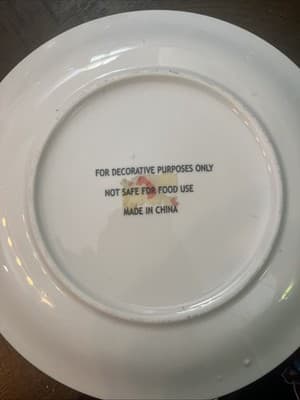 FOR DECORATIVE PURPOSES ONLY
NOT SAFE FOR FOOD USE
MADE IN CHINA